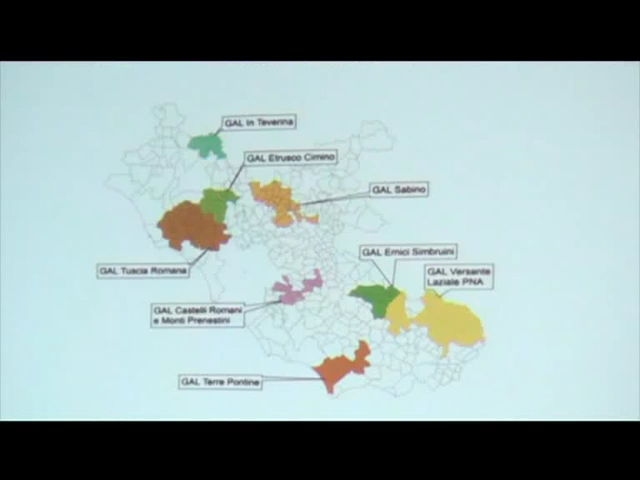 GAL in Teverina
GAL Etrusco Cimino
GAL Sabino
GAL Ernici Simbruini
GAL Versante
Laziale PNA
GAL Tuscia Romana
GAL Castelli Romani
e Monti Prenestini
GAL Terre Pontine